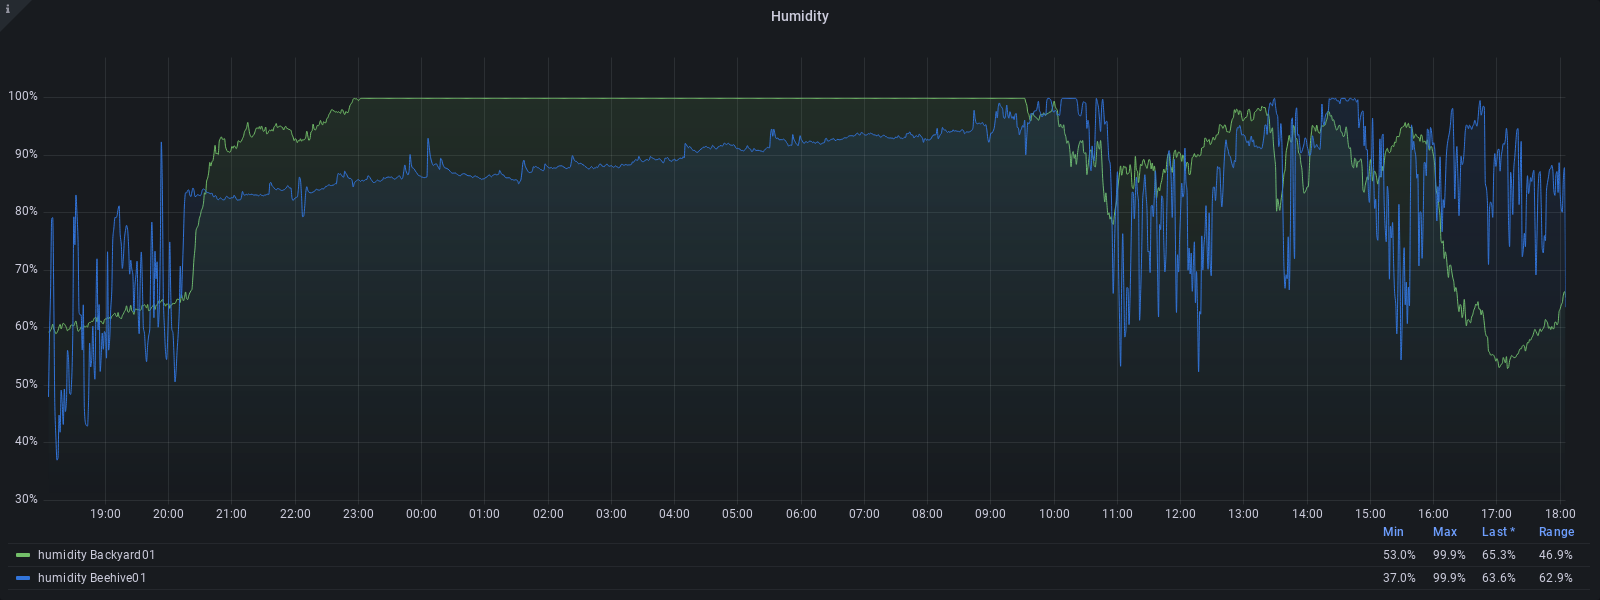 i
Humidity
100%
90%
80%
70%
60%
50%
40%
30%
19:00 20:00 21:00 22:00 23:00 00:00 01:00 02:00 03:00 04:00 05:00 06:00 07:00 08:00 09:00 10:00 11:00 12:00 13:00 14:00 15:00 16:00 17:00 18:00
Min Max Last * Range
humidity Backyard01 53.0% 99.9% 65.3% 46.9%
humidity Beehive01 37.0% 99.9% 63.6% 62.9%